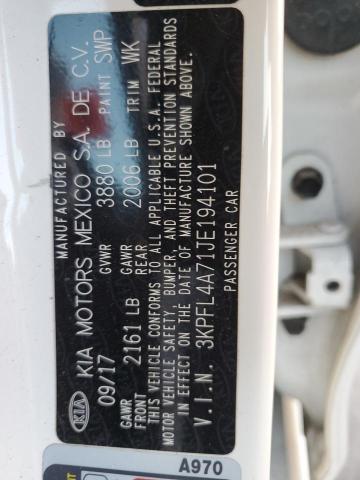 MANUFACTURED BY
KIA KIA MOTORS MEXICO S.A. DE C.V.
09/17 GVWR 3880 LB PAINT SWP
GAWR FRONT 2161 LB GAWR REAR 2006 LB TRIM WK
THIS VEHICLE CONFORMS TO ALL APPLICABLE U.S.A. FEDERAL
MOTOR VEHICLE SAFETY, BUMPER, AND THEFT PREVENTION STANDARDS
IN EFFECT ON THE DATE OF MANUFACTURE SHOWN ABOVE.
V.I.N. 3KPFL4A71JE194101
PASSENGER CAR
A970